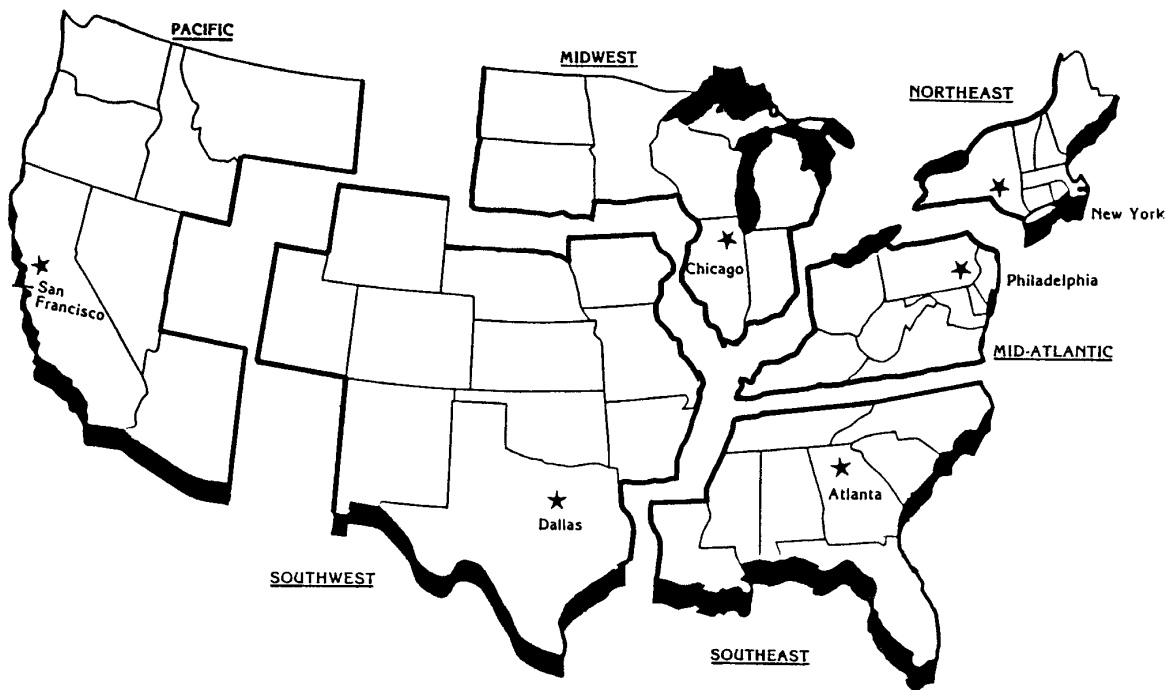 PACIFIC
MIDWEST
NORTHEAST
New York
Chicago
San
Francisco
Philadelphia
MID-ATLANTIC
Atlanta
Dallas
SOUTHWEST
SOUTHEAST